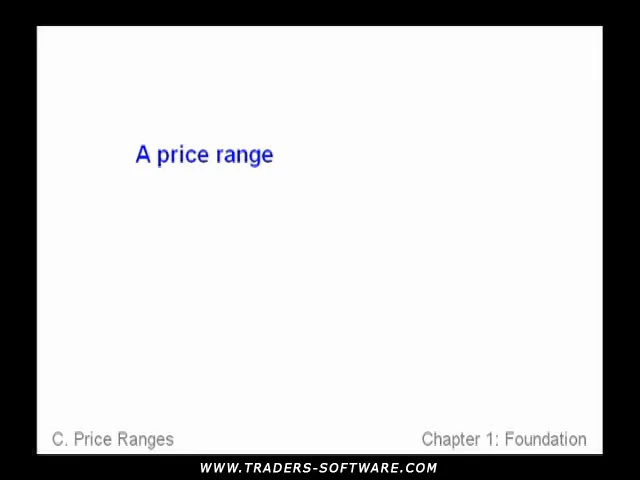 A price range
C. Price Ranges
Chapter 1: Foundation
WWW.TRADERS-SOFTWARE.COM